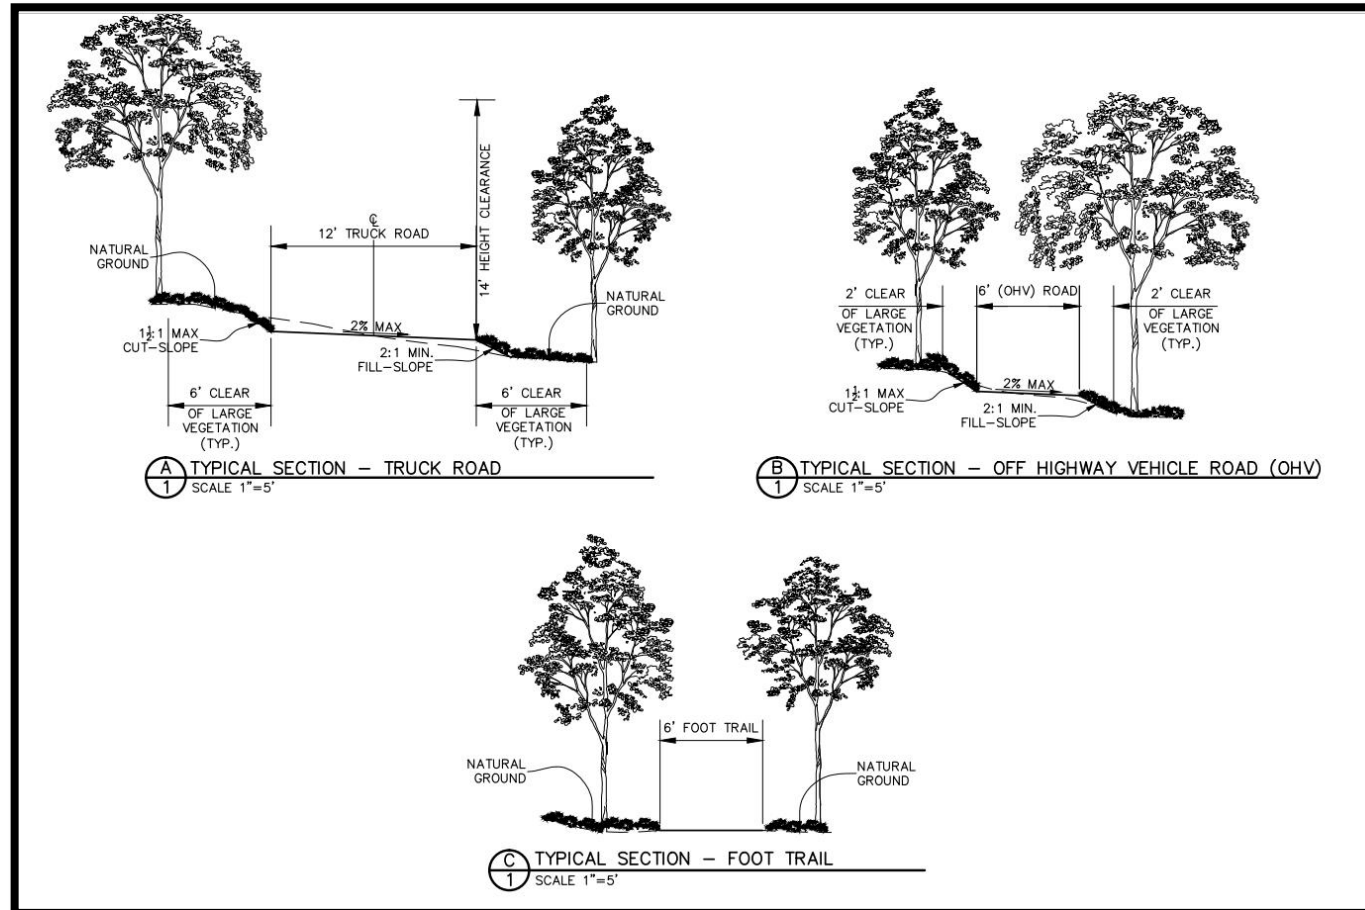 NATURAL
GROUND
℄
12' TRUCK ROAD
14' HEIGHT CLEARANCE
NATURAL
GROUND
1½:1 MAX
CUT-SLOPE
2% MAX
2:1 MIN.
FILL-SLOPE
6' CLEAR
OF LARGE
VEGETATION
(TYP.)
6' CLEAR
OF LARGE
VEGETATION
(TYP.)
A
1
TYPICAL SECTION - TRUCK ROAD
SCALE 1"=5'
2' CLEAR
OF LARGE
VEGETATION
(TYP.)
6' (OHV) ROAD
2' CLEAR
OF LARGE
VEGETATION
(TYP.)
1½:1 MAX
CUT-SLOPE
2% MAX
2:1 MIN.
FILL-SLOPE
B
1
TYPICAL SECTION - OFF HIGHWAY VEHICLE ROAD (OHV)
SCALE 1"=5'
6' FOOT TRAIL
NATURAL
GROUND
NATURAL
GROUND
C
1
TYPICAL SECTION - FOOT TRAIL
SCALE 1"=5'